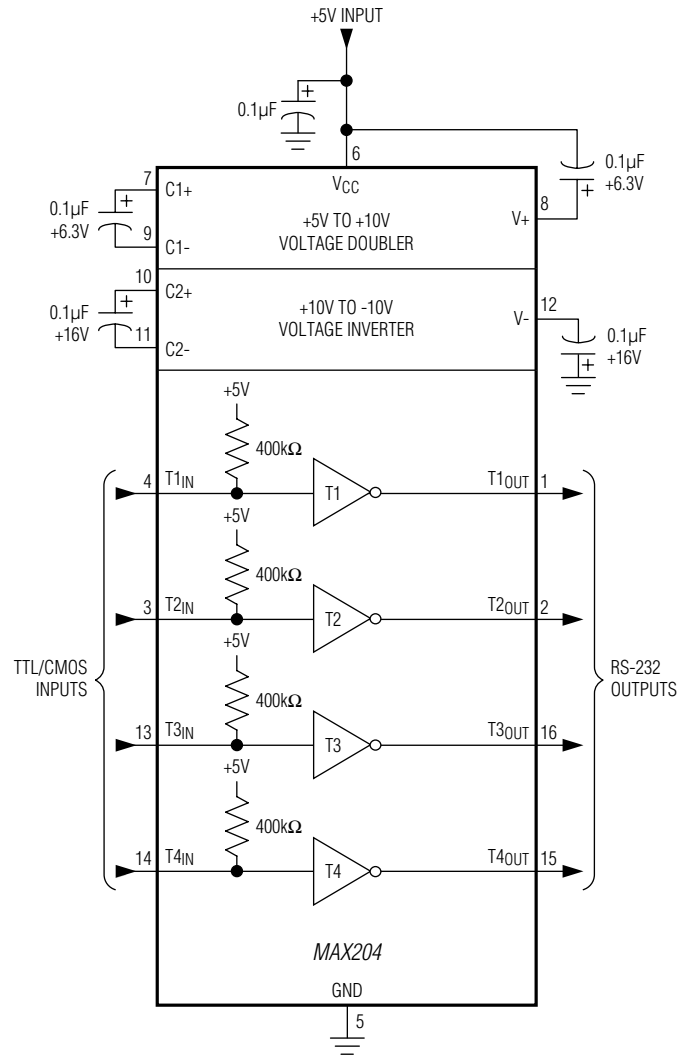 +5V INPUT
+
0.1µF
6
VCC
+5V TO +10V
VOLTAGE DOUBLER
7
C1+
+
0.1µF
+6.3V
9
C1-
0.1µF
+6.3V
+
8
V+
10
C2+
+
0.1µF
+16V
11
C2-
+10V TO -10V
VOLTAGE INVERTER
12
V-
0.1µF
+16V
+
+5V
400kΩ
4
T1IN
T1
T1OUT
1
+5V
400kΩ
3
T2IN
T2
T2OUT
2
TTL/CMOS
INPUTS
RS-232
OUTPUTS
+5V
400kΩ
13
T3IN
T3
T3OUT
16
+5V
400kΩ
14
T4IN
T4
T4OUT
15
MAX204
GND
5